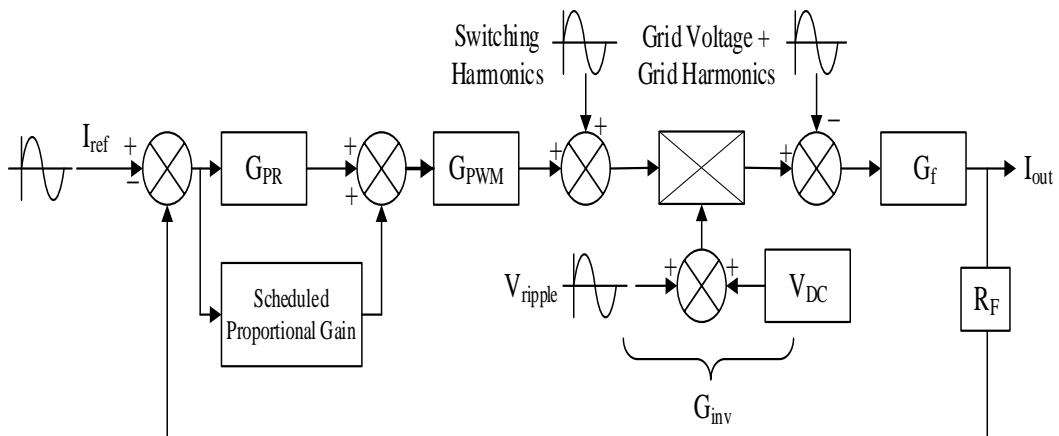 Switching
Harmonics
Grid Voltage +
Grid Harmonics
I_ref
+
−
G_PR
+
+
G_PWM
+
+
+
−
G_f
I_out
Scheduled
Proportional Gain
V_ripple
+
+
V_DC
R_F
G_inv